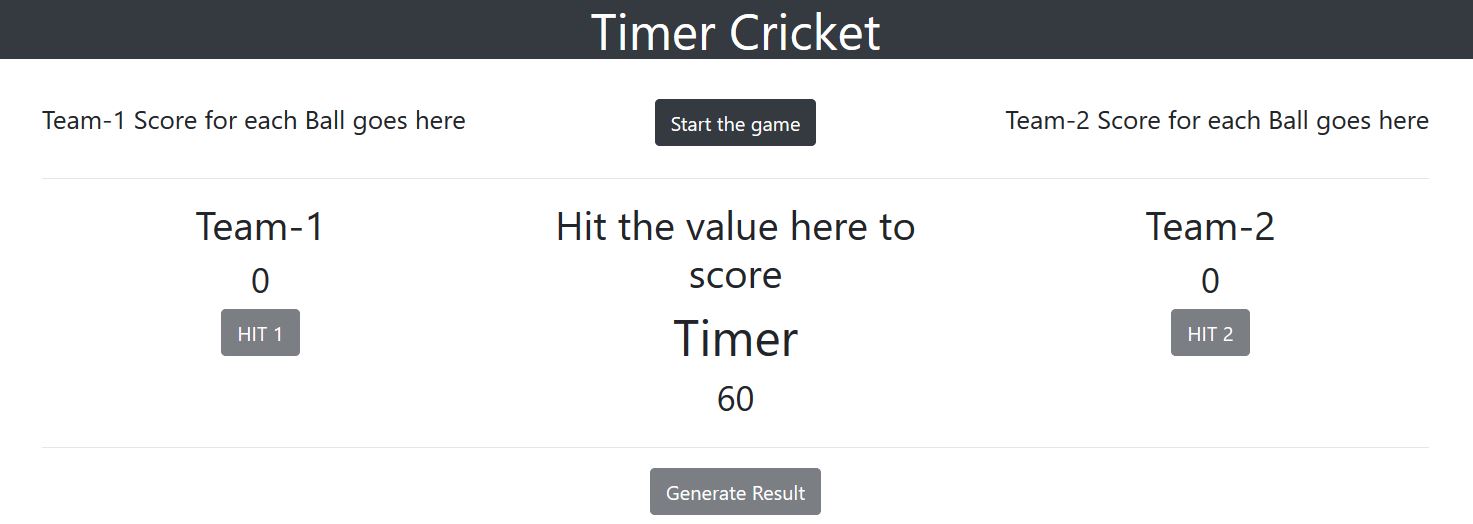 Timer Cricket
Team-1 Score for each Ball goes here
Start the game
Team-2 Score for each Ball goes here
Team-1
0
HIT 1
Hit the value here to
score
Timer
60
Team-2
0
HIT 2
Generate Result